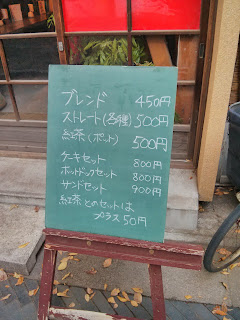 ブレンド 450円
ストレート(各種) 500円
紅茶(ポット) 500円
ケーキセット 800円
ホットドックセット 800円
サンドセット 900円
紅茶とのセットは
プラス50円